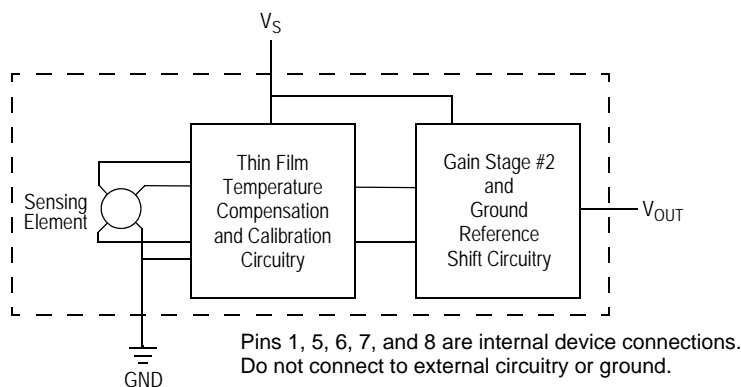 VS
Sensing
Element
Thin Film
Temperature
Compensation
and Calibration
Circuitry
Gain Stage #2
and
Ground
Reference
Shift Circuitry
VOUT
GND
Pins 1, 5, 6, 7, and 8 are internal device connections.
Do not connect to external circuitry or ground.